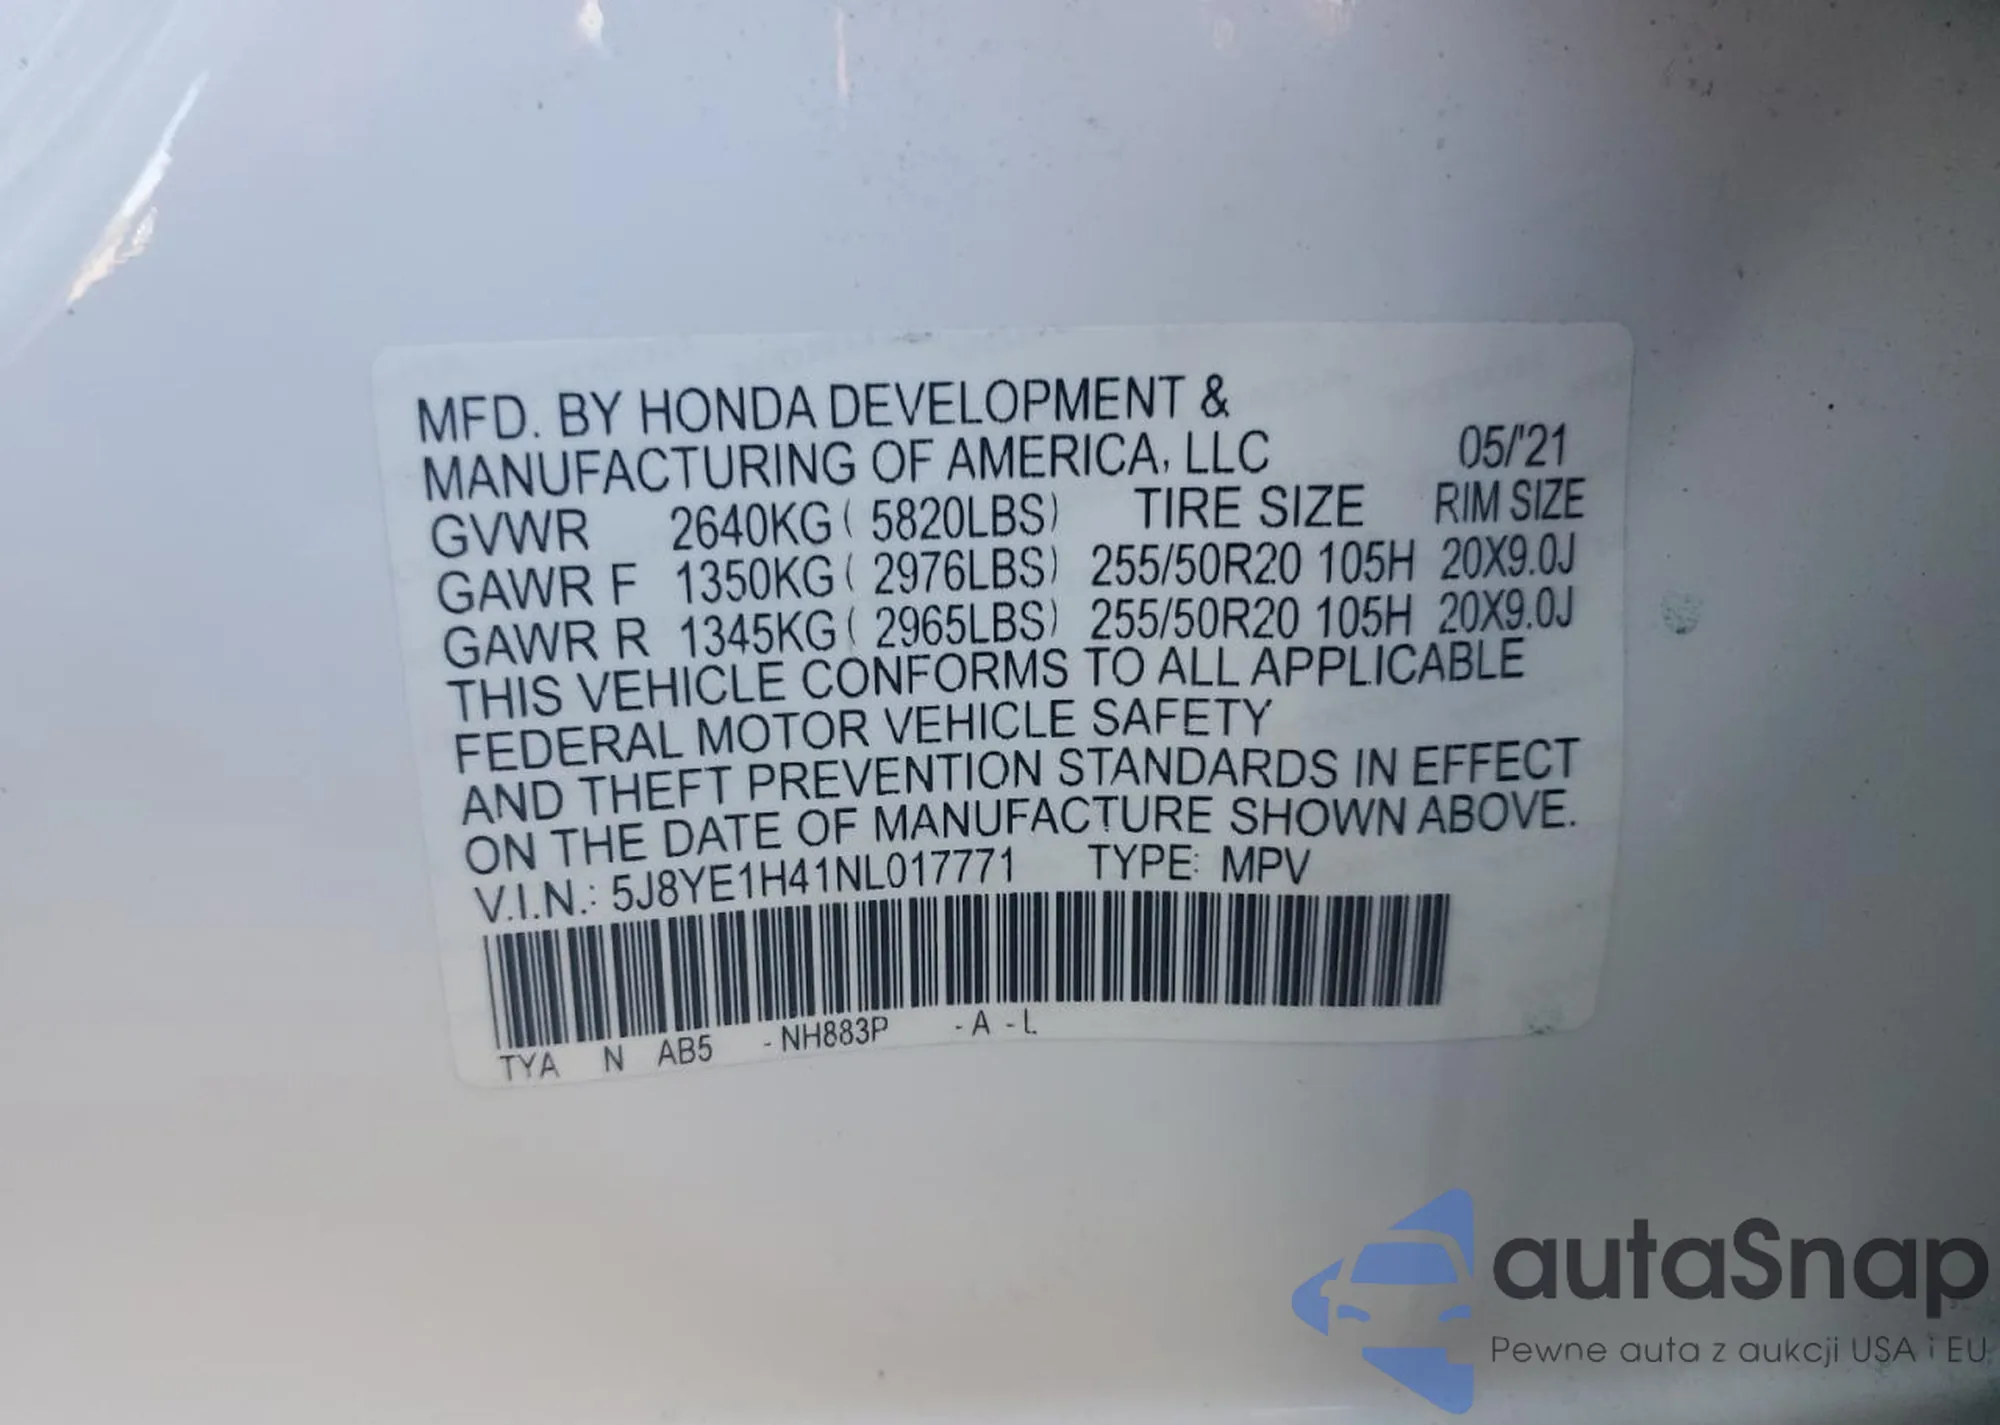 MFD. BY HONDA DEVELOPMENT &
MANUFACTURING OF AMERICA, LLC 05/'21
GVWR 2640KG ( 5820LBS) TIRE SIZE RIM SIZE
GAWR F 1350KG ( 2976LBS) 255/50R20 105H 20X9.0J
GAWR R 1345KG ( 2965LBS) 255/50R20 105H 20X9.0J
THIS VEHICLE CONFORMS TO ALL APPLICABLE
FEDERAL MOTOR VEHICLE SAFETY
AND THEFT PREVENTION STANDARDS IN EFFECT
ON THE DATE OF MANUFACTURE SHOWN ABOVE.
V.I.N.: 5J8YE1H41NL017771 TYPE: MPV
TYA N AB5 - NH883P - A - L
autaSnap
Pewne auta z aukcji USA i EU